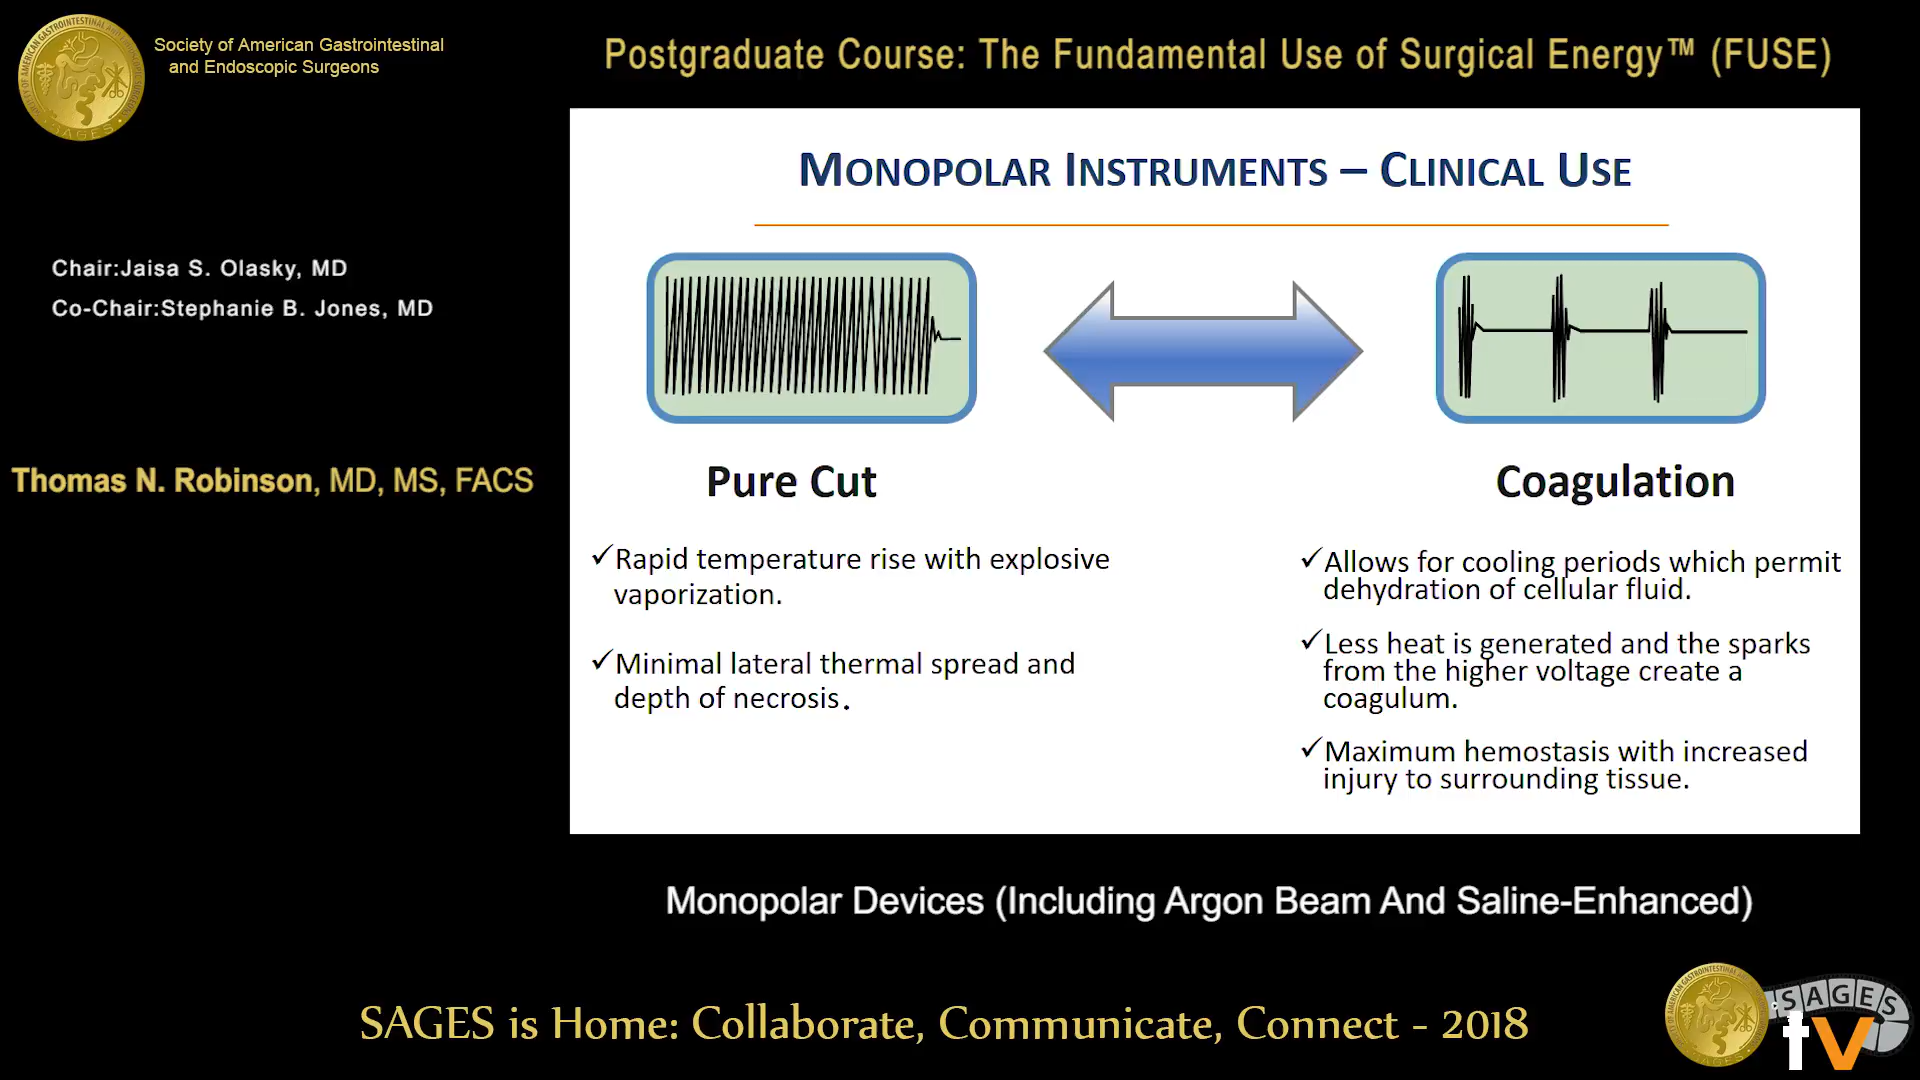 Society of American Gastrointestinal
and Endoscopic Surgeons
Postgraduate Course: The Fundamental Use of Surgical Energy™ (FUSE)
Chair:Jaisa S. Olasky, MD
Co-Chair:Stephanie B. Jones, MD
Thomas N. Robinson, MD, MS, FACS
MONOPOLAR INSTRUMENTS – CLINICAL USE
Pure Cut
✓Rapid temperature rise with explosive
vaporization.
✓Minimal lateral thermal spread and
depth of necrosis.
Coagulation
✓Allows for cooling periods which permit
dehydration of cellular fluid.
✓Less heat is generated and the sparks
from the higher voltage create a
coagulum.
✓Maximum hemostasis with increased
injury to surrounding tissue.
Monopolar Devices (Including Argon Beam And Saline-Enhanced)
SAGES is Home: Collaborate, Communicate, Connect - 2018
SAGES
tv